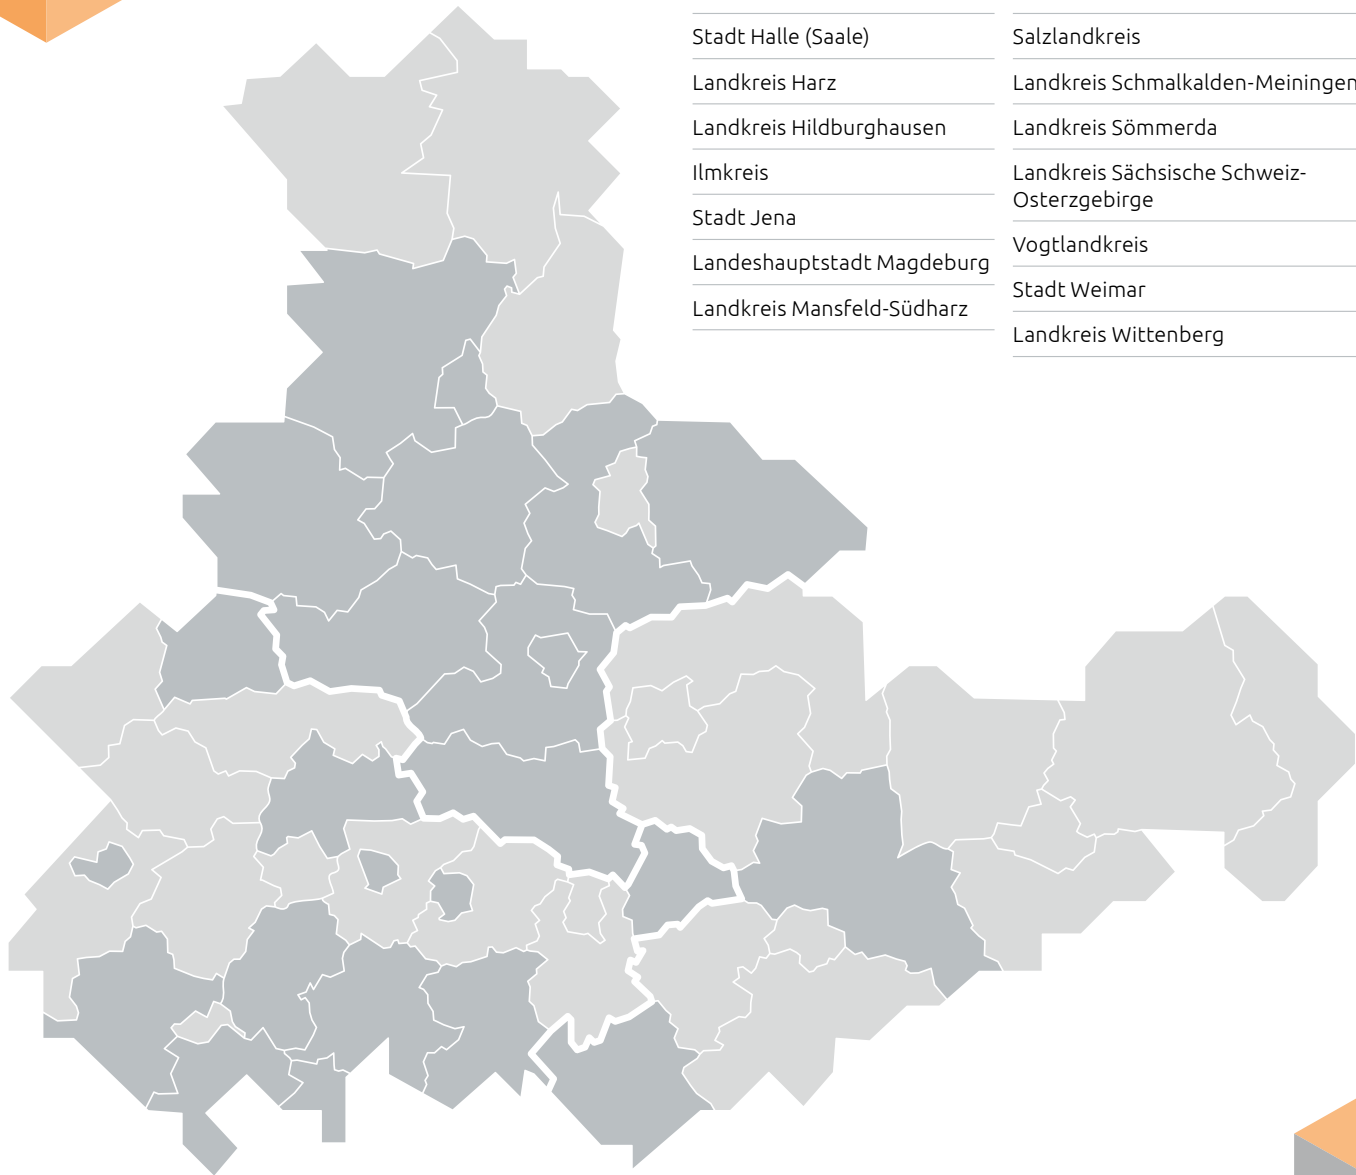 Stadt Halle (Saale)
Landkreis Harz
Landkreis Hildburghausen
Ilmkreis
Stadt Jena
Landeshauptstadt Magdeburg
Landkreis Mansfeld-Südharz
Salzlandkreis
Landkreis Schmalkalden-Meiningen
Landkreis Sömmerda
Landkreis Sächsische Schweiz-
Osterzgebirge
Vogtlandkreis
Stadt Weimar
Landkreis Wittenberg